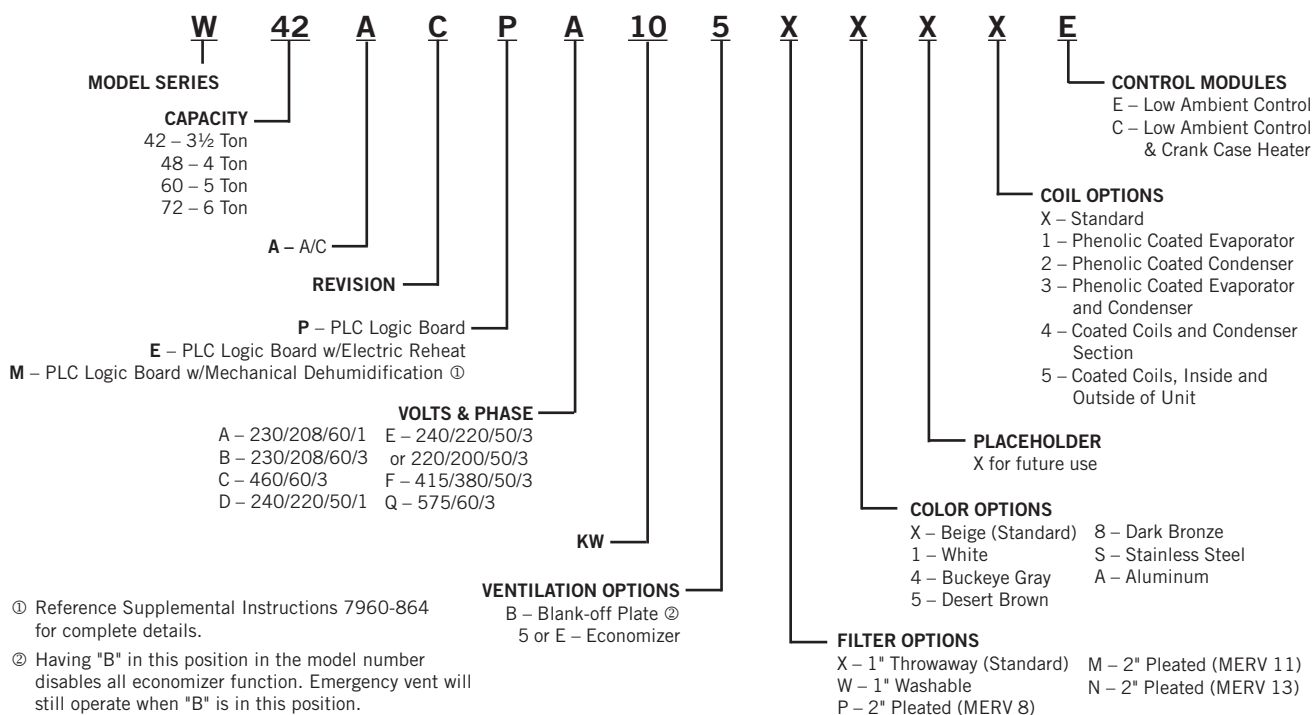 W 42 A C P A 10 5 X X X X E
MODEL SERIES
CAPACITY
42 – 3½ Ton
48 – 4 Ton
60 – 5 Ton
72 – 6 Ton
A – A/C
REVISION
P – PLC Logic Board
E – PLC Logic Board w/Electric Reheat
M – PLC Logic Board w/Mechanical Dehumidification ①
VOLTS & PHASE
A – 230/208/60/1 E – 240/220/50/3
B – 230/208/60/3 or 220/200/50/3
C – 460/60/3 F – 415/380/50/3
D – 240/220/50/1 Q – 575/60/3
KW
VENTILATION OPTIONS
B – Blank-off Plate ②
5 or E – Economizer
FILTER OPTIONS
X – 1" Throwaway (Standard) M – 2" Pleated (MERV 11)
W – 1" Washable N – 2" Pleated (MERV 13)
P – 2" Pleated (MERV 8)
COLOR OPTIONS
X – Beige (Standard) 8 – Dark Bronze
1 – White S – Stainless Steel
4 – Buckeye Gray A – Aluminum
5 – Desert Brown
PLACEHOLDER
X for future use
COIL OPTIONS
X – Standard
1 – Phenolic Coated Evaporator
2 – Phenolic Coated Condenser
3 – Phenolic Coated Evaporator
and Condenser
4 – Coated Coils and Condenser
Section
5 – Coated Coils, Inside and
Outside of Unit
CONTROL MODULES
E – Low Ambient Control
C – Low Ambient Control
& Crank Case Heater
① Reference Supplemental Instructions 7960-864
for complete details.
② Having "B" in this position in the model number
disables all economizer function. Emergency vent will
still operate when "B" is in this position.